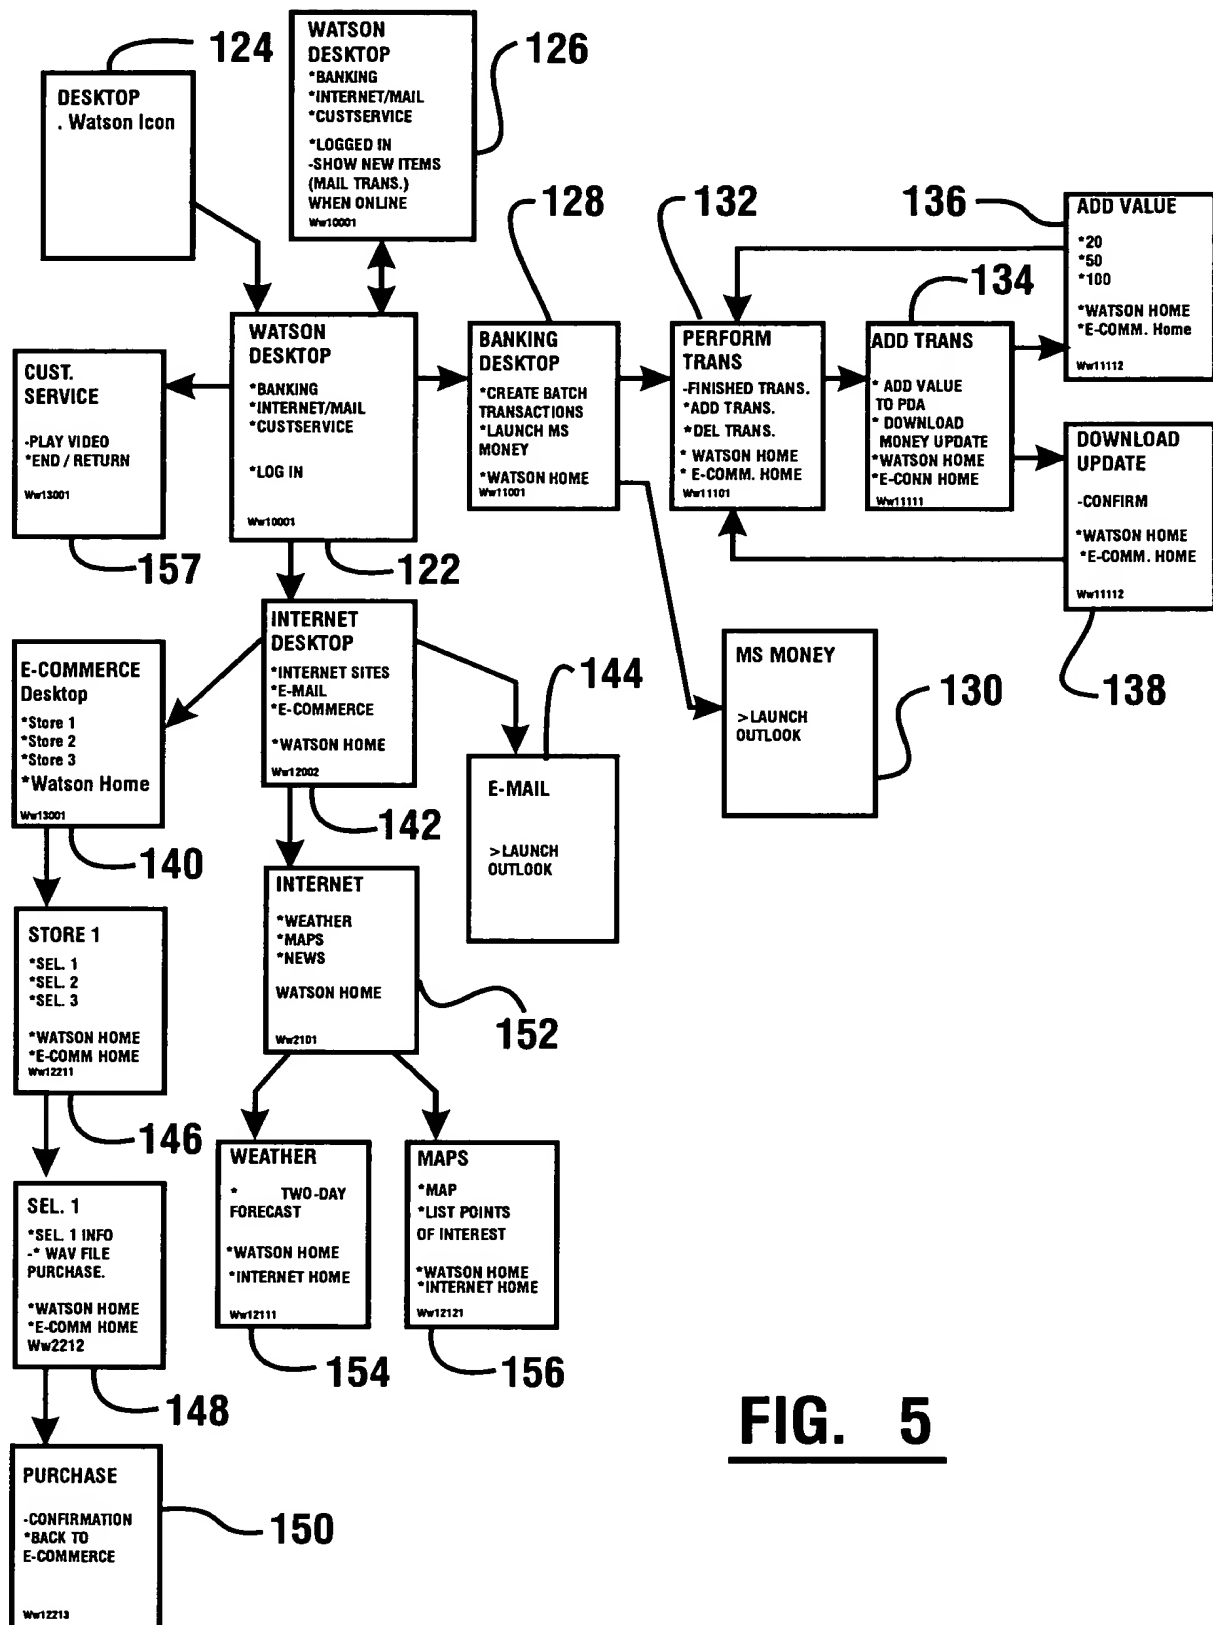 124
DESKTOP
. Watson Icon
WATSON
DESKTOP
*BANKING
*INTERNET/MAIL
*CUSTSERVICE
*LOGGED IN
-SHOW NEW ITEMS
(MAIL TRANS.)
WHEN ONLINE
Ww10001
126
CUST.
SERVICE
-PLAY VIDEO
*END / RETURN
Ww13001
157
WATSON
DESKTOP
*BANKING
*INTERNET/MAIL
*CUSTSERVICE
*LOG IN
Ww10001
122
128
BANKING
DESKTOP
*CREATE BATCH
TRANSACTIONS
*LAUNCH MS
MONEY
*WATSON HOME
Ww11001
132
PERFORM
TRANS
-FINISHED TRANS.
*ADD TRANS.
*DEL TRANS.
*WATSON HOME
*E-COMM. HOME
Ww11101
134
ADD TRANS
* ADD VALUE
TO PDA
* DOWNLOAD
MONEY UPDATE
*WATSON HOME
*E-CONN HOME
Ww11111
136
ADD VALUE
*20
*50
*100
*WATSON HOME
*E-COMM. Home
Ww11112
DOWNLOAD
UPDATE
-CONFIRM
*WATSON HOME
*E-COMM. HOME
Ww11112
138
MS MONEY
>LAUNCH
OUTLOOK
130
E-COMMERCE
Desktop
*Store 1
*Store 2
*Store 3
*Watson Home
Ww13001
140
INTERNET
DESKTOP
*INTERNET SITES
*E-MAIL
*E-COMMERCE
*WATSON HOME
Ww12002
142
144
E-MAIL
>LAUNCH
OUTLOOK
STORE 1
*SEL. 1
*SEL. 2
*SEL. 3
*WATSON HOME
*E-COMM HOME
Ww12211
146
INTERNET
*WEATHER
*MAPS
*NEWS
WATSON HOME
Ww2101
152
SEL. 1
*SEL. 1 INFO
-* WAV FILE
PURCHASE.
*WATSON HOME
*E-COMM HOME
Ww2212
148
WEATHER
* TWO-DAY
FORECAST
*WATSON HOME
*INTERNET HOME
Ww12111
154
MAPS
*MAP
*LIST POINTS
OF INTEREST
*WATSON HOME
*INTERNET HOME
Ww12121
156
PURCHASE
-CONFIRMATION
*BACK TO
E-COMMERCE
Ww12213
150
FIG. 5